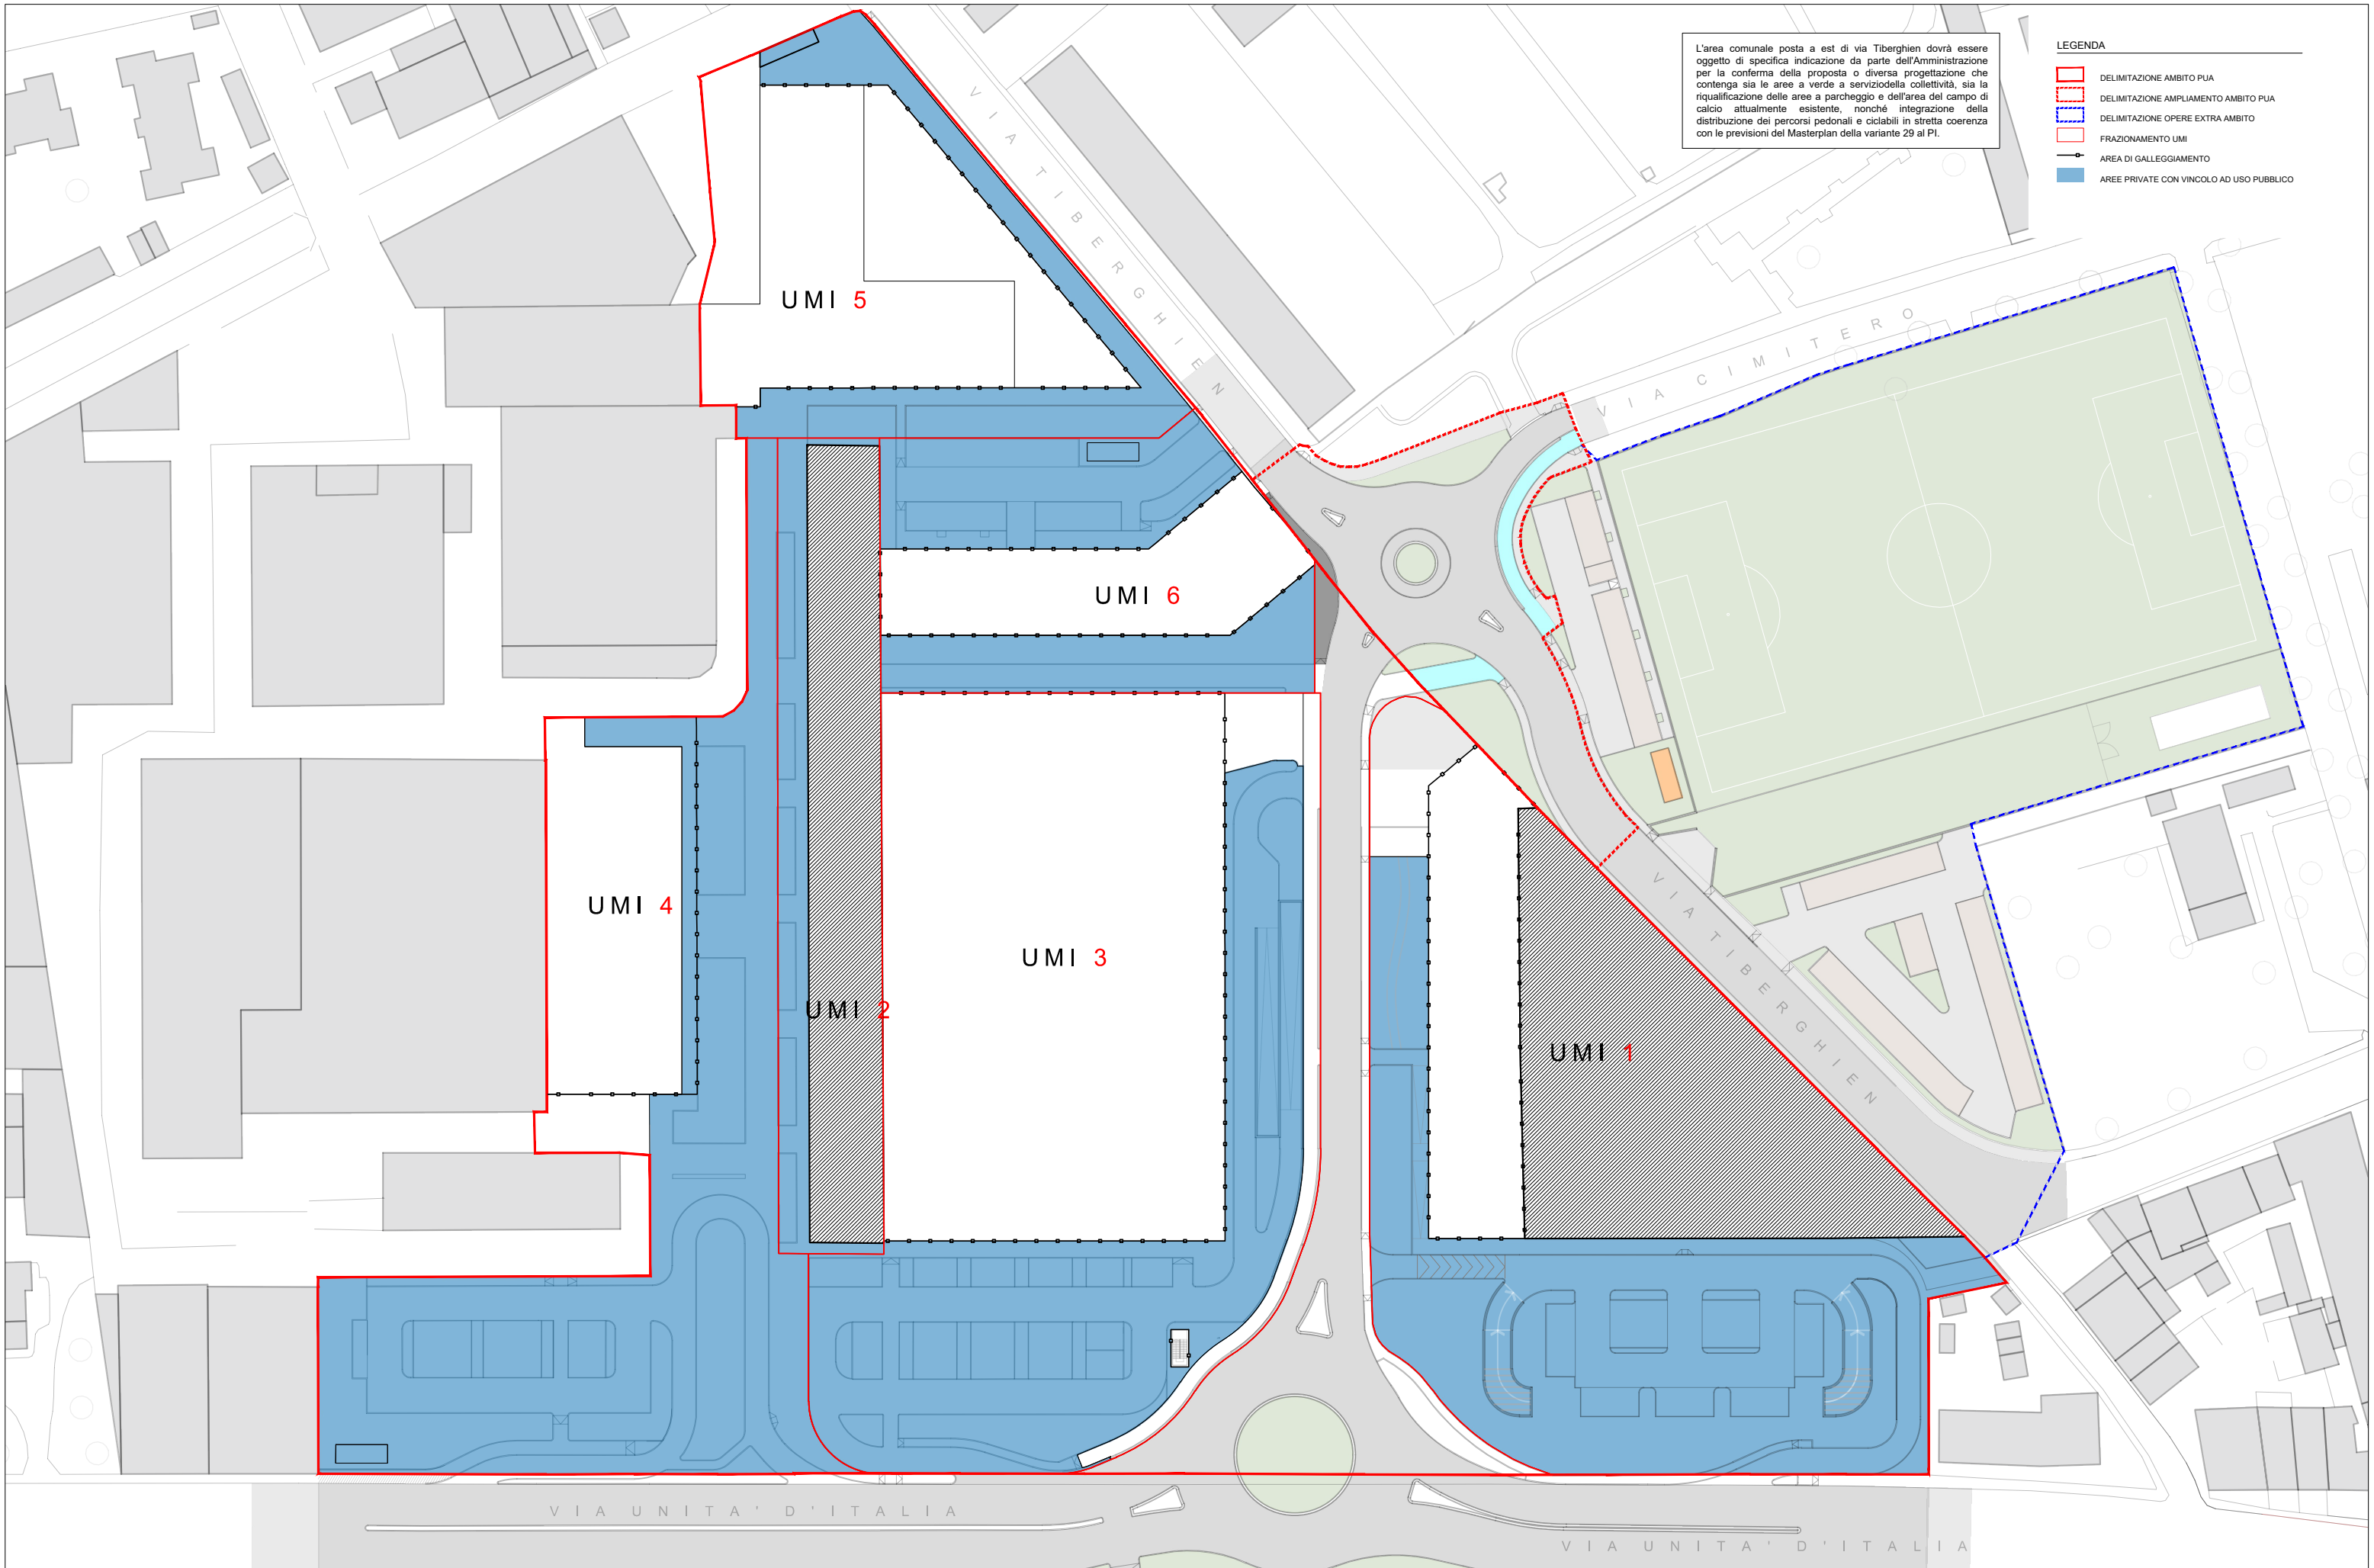 L'area comunale posta a est di via Tiberghien dovrà essere
oggetto di specifica indicazione da parte dell'Amministrazione
per la conferma della proposta o diversa progettazione che
contenga sia le aree a verde a serviziodella collettività, sia la
riqualificazione delle aree a parcheggio e dell'area del campo di
calcio attualmente esistente, nonché integrazione della
distribuzione dei percorsi pedonali e ciclabili in stretta coerenza
con le previsioni del Masterplan della variante 29 al PI.
LEGENDA
DELIMITAZIONE AMBITO PUA
DELIMITAZIONE AMPLIAMENTO AMBITO PUA
DELIMITAZIONE OPERE EXTRA AMBITO
FRAZIONAMENTO UMI
AREA DI GALLEGGIAMENTO
AREE PRIVATE CON VINCOLO AD USO PUBBLICO
VIA TIBERGHIEN
UMI 5
VIA CIMITERO
UMI 6
UMI 4
UMI 3
UMI 2
UMI 1
VIA TIBERGHIEN
VIA UNITA' D'ITALIA
VIA UNITA' D'ITALIA